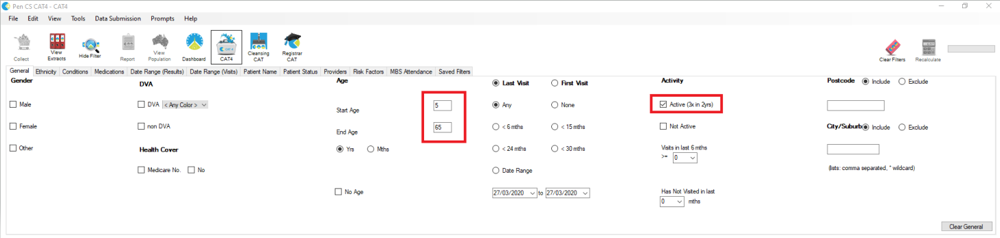 Pen CS CAT4 - CAT4
File Edit View Tools Data Submission Prompts Help
Collect
View Extracts
Hide Filter
Report
View Population
Dashboard
CAT4
Cleansing CAT
Registrar CAT
Clear Filters
Recalculate
General Ethnicity Conditions Medications Date Range (Results) Date Range (Visits) Patient Name Patient Status Providers Risk Factors MBS Attendance Saved Filters
Gender
Male
Female
Other
DVA
DVA < Any Color >
non DVA
Health Cover
Medicare No. No
Age
Start Age 5
End Age 65
Yrs Mths
No Age
Last Visit First Visit
Any None
< 6 mths < 15 mths
< 24 mths < 30 mths
Date Range
27/03/2020 to 27/03/2020
Activity
Active (3x in 2yrs)
Not Active
Visits in last 6 mths
>= 0
Has Not Visited in last
0 mths
Postcode Include Exclude
City/Suburb Include Exclude
(lists: comma separated, * wildcard)
Clear General